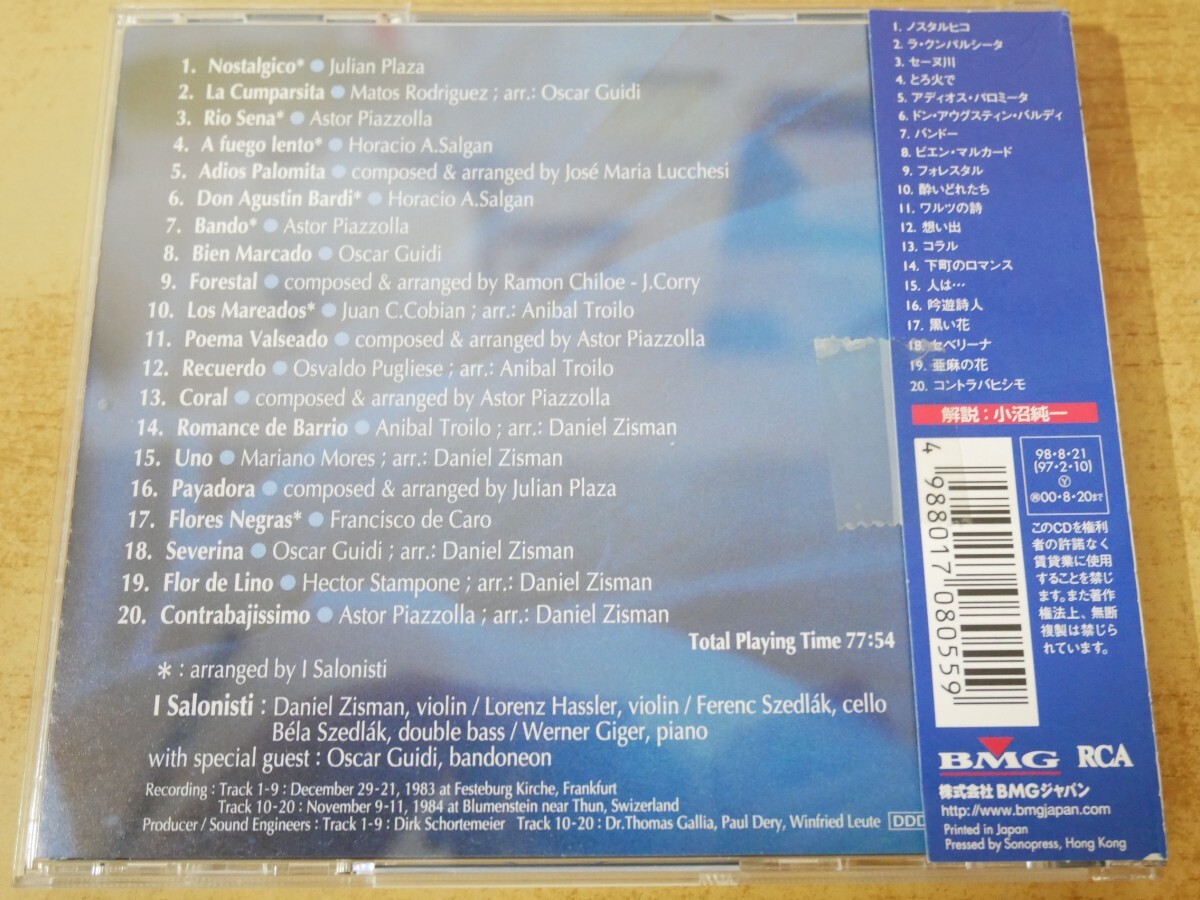 1. Nostalgico* ● Julian Plaza
2. La Cumparsita ● Matos Rodriguez ; arr.: Oscar Guidi
3. Rio Sena* ● Astor Piazzolla
4. A fuego lento* ● Horacio A.Salgan
5. Adios Palomita ● composed & arranged by José Maria Lucchesi
6. Don Agustin Bardi* ● Horacio A.Salgan
7. Bando* ● Astor Piazzolla
8. Bien Marcado ● Oscar Guidi
9. Forestal ● composed & arranged by Ramon Chiloe - J.Corry
10. Los Mareados* ● Juan C.Cobian ; arr.: Anibal Troilo
11. Poema Valseado ● composed & arranged by Astor Piazzolla
12. Recuerdo ● Osvaldo Pugliese ; arr.: Anibal Troilo
13. Coral ● composed & arranged by Astor Piazzolla
14. Romance de Barrio ● Anibal Troilo ; arr.: Daniel Zisman
15. Uno ● Mariano Mores ; arr.: Daniel Zisman
16. Payadora ● composed & arranged by Julian Plaza
17. Flores Negras* ● Francisco de Caro
18. Severina ● Oscar Guidi ; arr.: Daniel Zisman
19. Flor de Lino ● Hector Stampone ; arr.: Daniel Zisman
20. Contrabajissimo ● Astor Piazzolla ; arr.: Daniel Zisman
Total Playing Time 77:54
* : arranged by I Salonisti
I Salonisti : Daniel Zisman, violin / Lorenz Hassler, violin / Ferenc Szedlák, cello
Béla Szedlák, double bass / Werner Giger, piano
with special guest : Oscar Guidi, bandoneon
Recording : Track 1-9 : December 29-21, 1983 at Festeburg Kirche, Frankfurt
Track 10-20 : November 9-11, 1984 at Blumenstein near Thun, Swizerland
Producer / Sound Engineers : Track 1-9 : Dirk Schortemeier Track 10-20 : Dr.Thomas Gallia, Paul Dery, Winfried Leute DDD
1. ノスタルヒコ
2. ラ・クンパルシータ
3. セーヌ川
4. とろ火で
5. アディオス・パロミータ
6. ドン・アウグスティン・バルディ
7. バンドー
8. ビエン・マルカード
9. フォレスタル
10. 酔いどれたち
11. ワルツの詩
12. 想い出
13. コラル
14. 下町のロマンス
15. 人は…
16. 吟遊詩人
17. 黒い花
18. セベリーナ
19. 亜麻の花
20. コントラバヒシモ
解説：小沼純一
4 988017 080559
98・8・21
(97・2・10)
Ⓨ
㊟00・8・20まで
このCDを権利
者の許諾なく
賃貸業に使用
することを禁じ
ます。また著作
権法上、無断
複製は禁じら
れています。
BMG RCA
株式会社 BMGジャパン
http://www.bmgjapan.com
Printed in Japan
Pressed by Sonopress, Hong Kong